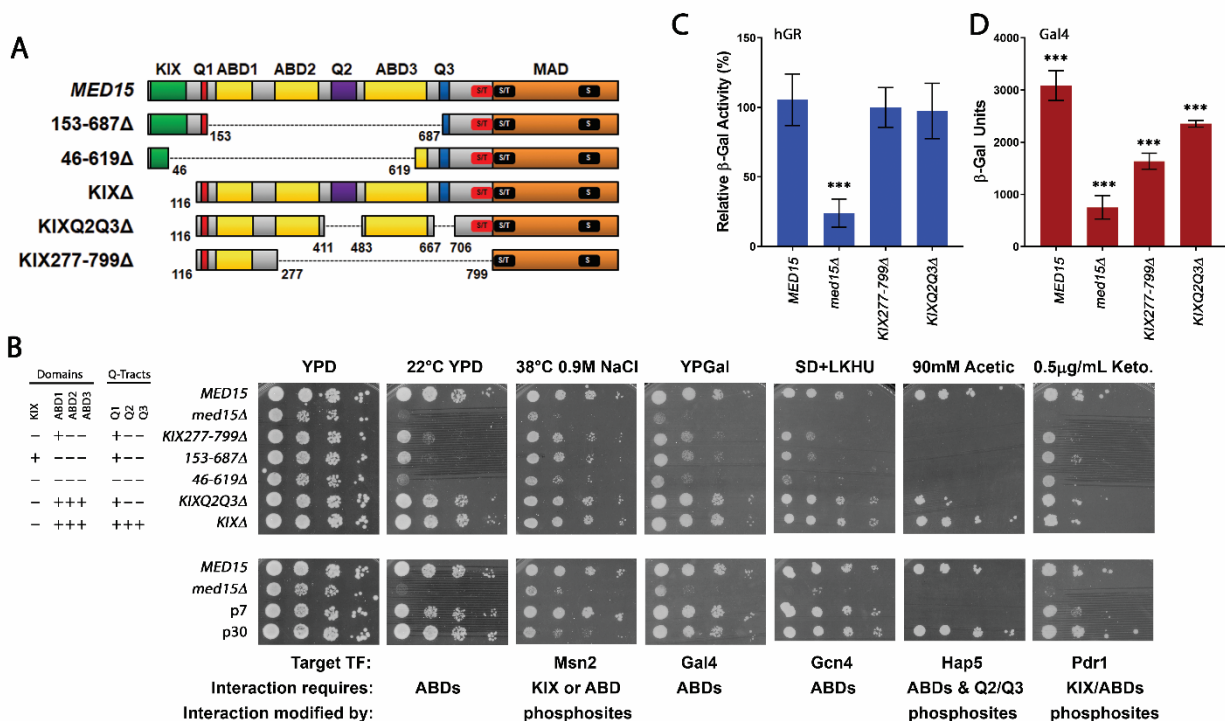 A
KIX Q1 ABD1 ABD2 Q2 ABD3 Q3 MAD
MED15
S/T S/T S
153-687Δ
153 687
S/T S/T S
46-619Δ
46 619
S/T S/T S
KIXΔ
116
S/T S/T S
KIXQ2Q3Δ
116 411 483 667 706
S/T S/T S
KIX277-799Δ
116 277 799
S/T S
C
hGR
Relative β-Gal Activity (%)
150
100
50
0
***
MED15 med15Δ KIX277-799Δ KIXQ2Q3Δ
D
Gal4
β-Gal Units
4000
3000
2000
1000
0
*** *** *** ***
MED15 med15Δ KIX277-799Δ KIXQ2Q3Δ
B
Domains Q-Tracts
KIX ABD1 ABD2 ABD3 Q1 Q2 Q3
YPD 22°C YPD 38°C 0.9M NaCl YPGal SD+LKHU 90mM Acetic 0.5μg/mL Keto.
MED15
med15Δ
− + − − + − − KIX277-799Δ
+ − − − + − − 153-687Δ
− − − − − − − 46-619Δ
− + + + + − − KIXQ2Q3Δ
− + + + + + + KIXΔ
MED15
med15Δ
p7
p30
Target TF: Msn2 Gal4 Gcn4 Hap5 Pdr1
Interaction requires: ABDs KIX or ABD ABDs ABDs ABDs & Q2/Q3 KIX/ABDs
Interaction modified by: phosphosites phosphosites phosphosites